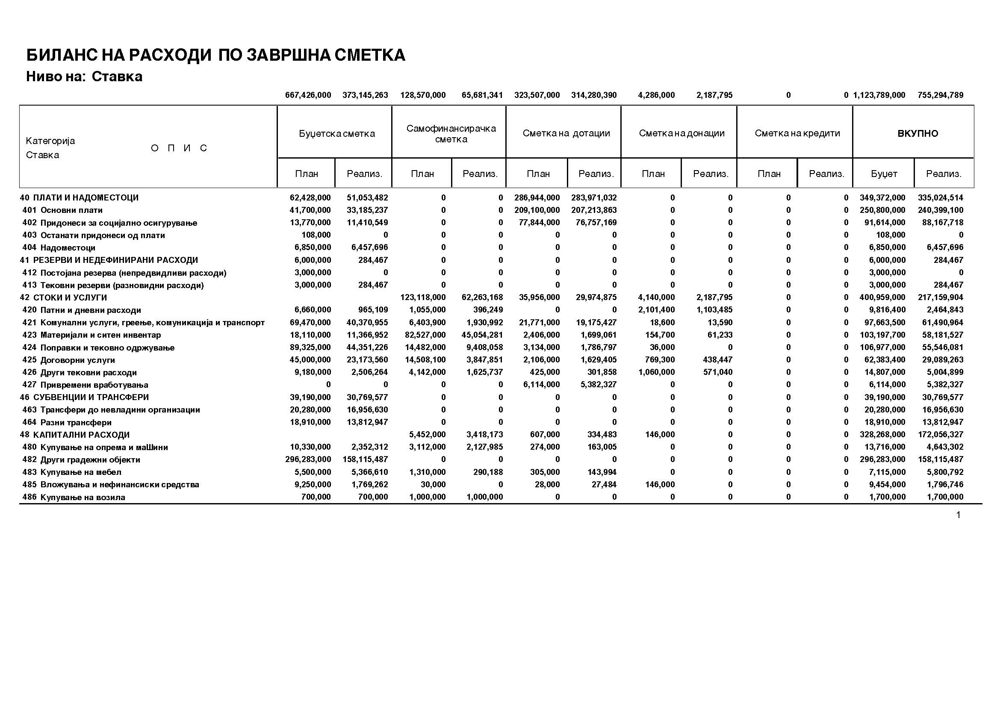 БИЛАНС НА РАСХОДИ ПО ЗАВРШНА СМЕТКА
Ниво на: Ставка
667,426,000 373,145,263 128,570,000 65,681,341 323,507,000 314,280,390 4,286,000 2,187,795 0 0 1,123,789,000 755,294,789
Категорија
Ставка
О П И С
Буџетска сметка
Самофинансирачка
сметка
Сметка на дотации
Сметка на донации
Сметка на кредити
ВКУПНО
План Реализ. План Реализ. План Реализ. План Реализ. План Реализ. Буџет Реализ.
40 ПЛАТИ И НАДОМЕСТОЦИ 62,428,000 51,053,482 0 0 286,944,000 283,971,032 0 0 0 0 349,372,000 335,024,514
401 Основни плати 41,700,000 33,185,237 0 0 209,100,000 207,213,863 0 0 0 0 250,800,000 240,399,100
402 Придонеси за социјално осигурување 13,770,000 11,410,549 0 0 77,844,000 76,757,169 0 0 0 0 91,614,000 88,167,718
403 Останати придонеси од плати 108,000 0 0 0 0 0 0 0 0 0 108,000 0
404 Надоместоци 6,850,000 6,457,696 0 0 0 0 0 0 0 0 6,850,000 6,457,696
41 РЕЗЕРВИ И НЕДЕФИНИРАНИ РАСХОДИ 6,000,000 284,467 0 0 0 0 0 0 0 0 6,000,000 284,467
412 Постојана резерва (непредвидливи расходи) 3,000,000 0 0 0 0 0 0 0 0 0 3,000,000 0
413 Тековни резерви (разновидни расходи) 3,000,000 284,467 0 0 0 0 0 0 0 0 3,000,000 284,467
42 СТОКИ И УСЛУГИ 123,118,000 62,263,168 35,956,000 29,974,875 4,140,000 2,187,795 0 0 400,959,000 217,159,904
420 Патни и дневни расходи 6,660,000 965,109 1,055,000 396,249 0 0 2,101,400 1,103,485 0 0 9,816,400 2,464,843
421 Комунални услуги, греење, комуникација и транспорт 69,470,000 40,370,955 6,403,900 1,930,992 21,771,000 19,175,427 18,600 13,590 0 0 97,663,500 61,490,964
423 Материјали и ситен инвентар 18,110,000 11,366,952 82,527,000 45,054,281 2,406,000 1,699,061 154,700 61,233 0 0 103,197,700 58,181,527
424 Поправки и тековно одржување 89,325,000 44,351,226 14,482,000 9,408,058 3,134,000 1,786,797 36,000 0 0 0 106,977,000 55,546,081
425 Договорни услуги 45,000,000 23,173,560 14,508,100 3,847,851 2,106,000 1,629,405 769,300 438,447 0 0 62,383,400 29,089,263
426 Други тековни расходи 9,180,000 2,506,264 4,142,000 1,625,737 425,000 301,858 1,060,000 571,040 0 0 14,807,000 5,004,899
427 Привремени вработувања 0 0 0 0 6,114,000 5,382,327 0 0 0 0 6,114,000 5,382,327
46 СУБВЕНЦИИ И ТРАНСФЕРИ 39,190,000 30,769,577 0 0 0 0 0 0 0 0 39,190,000 30,769,577
463 Трансфери до невладини организации 20,280,000 16,956,630 0 0 0 0 0 0 0 0 20,280,000 16,956,630
464 Разни трансфери 18,910,000 13,812,947 0 0 0 0 0 0 0 0 18,910,000 13,812,947
48 КАПИТАЛНИ РАСХОДИ 5,452,000 3,418,173 607,000 334,483 146,000 0 0 0 328,268,000 172,056,327
480 Купување на опрема и маШини 10,330,000 2,352,312 3,112,000 2,127,985 274,000 163,005 0 0 0 0 13,716,000 4,643,302
482 Други градежни објекти 296,283,000 158,115,487 0 0 0 0 0 0 0 0 296,283,000 158,115,487
483 Купување на мебел 5,500,000 5,366,610 1,310,000 290,188 305,000 143,994 0 0 0 0 7,115,000 5,800,792
485 Вложувања и нефинансиски средства 9,250,000 1,769,262 30,000 0 28,000 27,484 146,000 0 0 0 9,454,000 1,796,746
486 Купување на возила 700,000 700,000 1,000,000 1,000,000 0 0 0 0 0 0 1,700,000 1,700,000
1